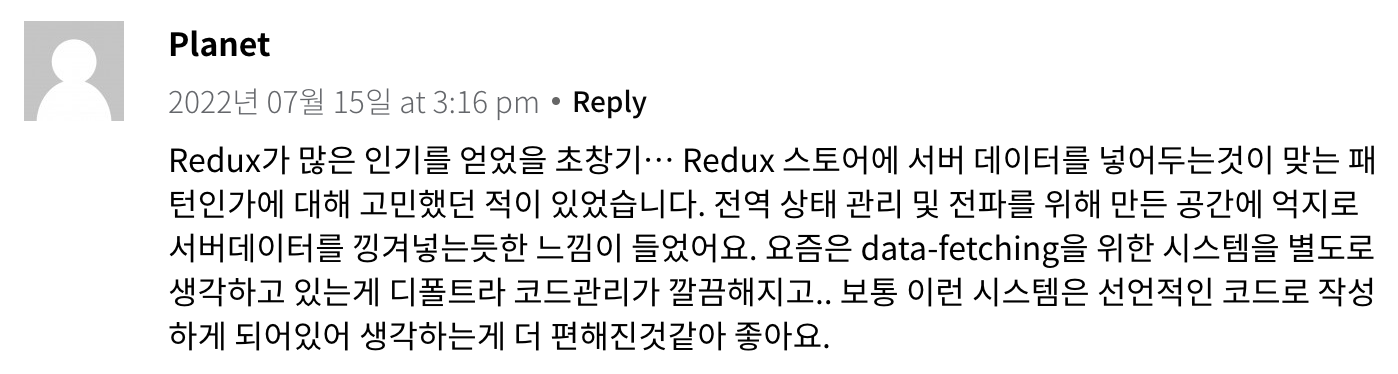 Planet
2022년 07월 15일 at 3:16 pm • Reply
Redux가 많은 인기를 얻었을 초창기… Redux 스토어에 서버 데이터를 넣어두는것이 맞는 패
턴인가에 대해 고민했던 적이 있었습니다. 전역 상태 관리 및 전파를 위해 만든 공간에 억지로
서버데이터를 낑겨넣는듯한 느낌이 들었어요. 요즘은 data-fetching을 위한 시스템을 별도로
생각하고 있는게 디폴트라 코드관리가 깔끔해지고.. 보통 이런 시스템은 선언적인 코드로 작성
하게 되어있어 생각하는게 더 편해진것같아 좋아요.